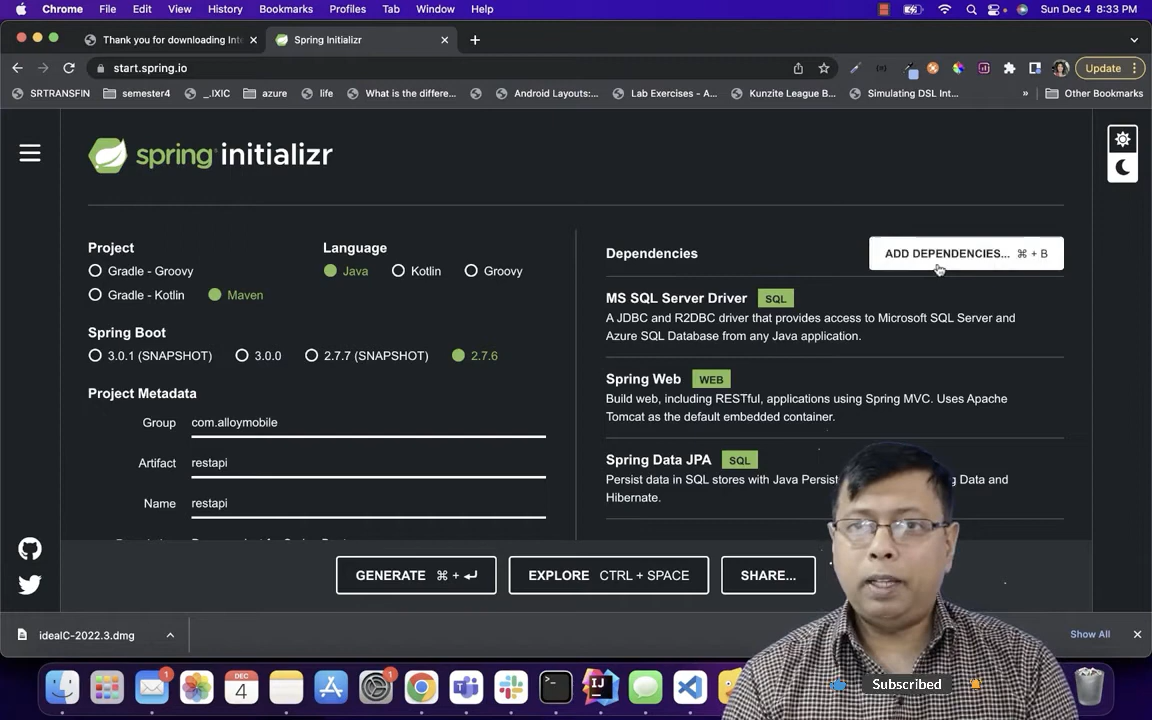 Chrome File Edit View History Bookmarks Profiles Tab Window Help Sun Dec 4 8:33 PM
Thank you for downloading Inte Spring Initializr
start.spring.io Update
SRTRANSFIN semester4 _.IXIC azure life What is the differe... Android Layouts:... Lab Exercises - A... Kunzite League B... Simulating DSL Int... » Other Bookmarks
spring initializr
Project
Gradle - Groovy
Gradle - Kotlin Maven
Language
Java Kotlin Groovy
Spring Boot
3.0.1 (SNAPSHOT) 3.0.0 2.7.7 (SNAPSHOT) 2.7.6
Project Metadata
Group com.alloymobile
Artifact restapi
Name restapi
Dependencies ADD DEPENDENCIES... ⌘ + B
MS SQL Server Driver SQL
A JDBC and R2DBC driver that provides access to Microsoft SQL Server and
Azure SQL Database from any Java application.
Spring Web WEB
Build web, including RESTful, applications using Spring MVC. Uses Apache
Tomcat as the default embedded container.
Spring Data JPA SQL
Persist data in SQL stores with Java Persist g Data and
Hibernate.
GENERATE ⌘ + ↵ EXPLORE CTRL + SPACE SHARE...
ideaIC-2022.3.dmg Show All
DEC
4
1
1
Subscribed